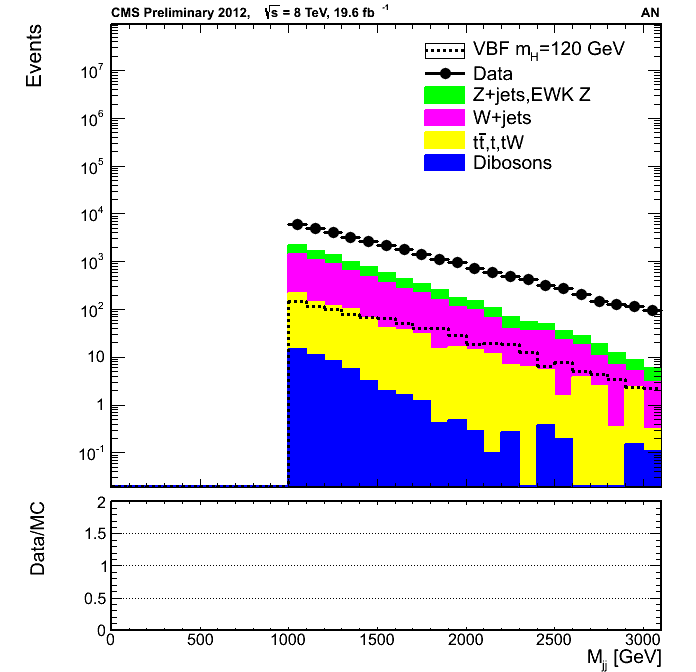 CMS Preliminary 2012, √s = 8 TeV, 19.6 fb⁻¹ AN
Events
VBF m_H=120 GeV
Data
Z+jets,EWK Z
W+jets
tt̄,t,tW
Dibosons
10⁷
10⁶
10⁵
10⁴
10³
10²
10
1
10⁻¹
Data/MC
2
1.5
1
0.5
0
0 500 1000 1500 2000 2500 3000
M_jj [GeV]